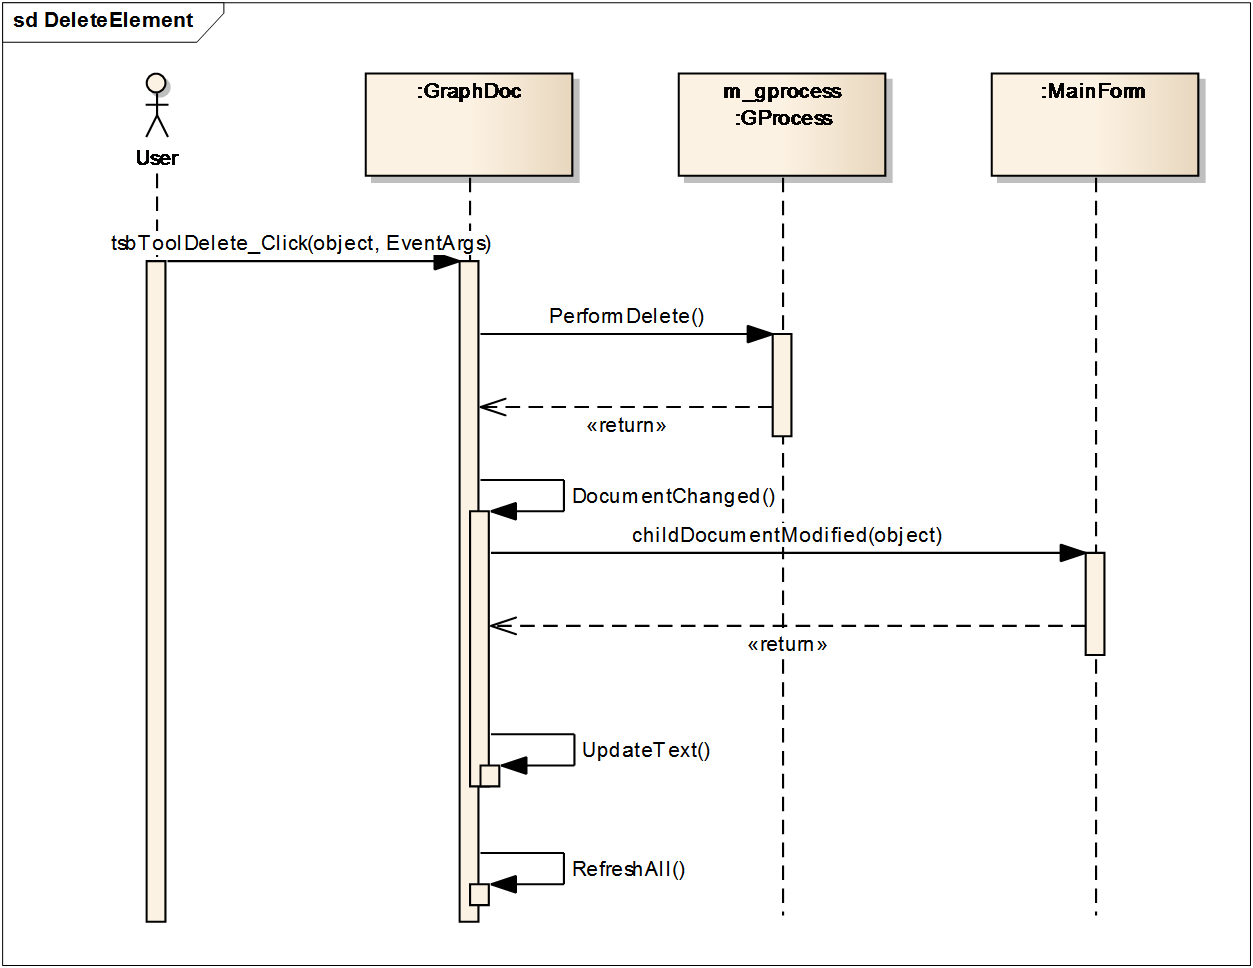 sd DeleteElement
User
:GraphDoc
m_gprocess
:GProcess
:MainForm
tsbToolDelete_Click(object, EventArgs)
PerformDelete()
«return»
DocumentChanged()
childDocumentModified(object)
«return»
UpdateText()
RefreshAll()